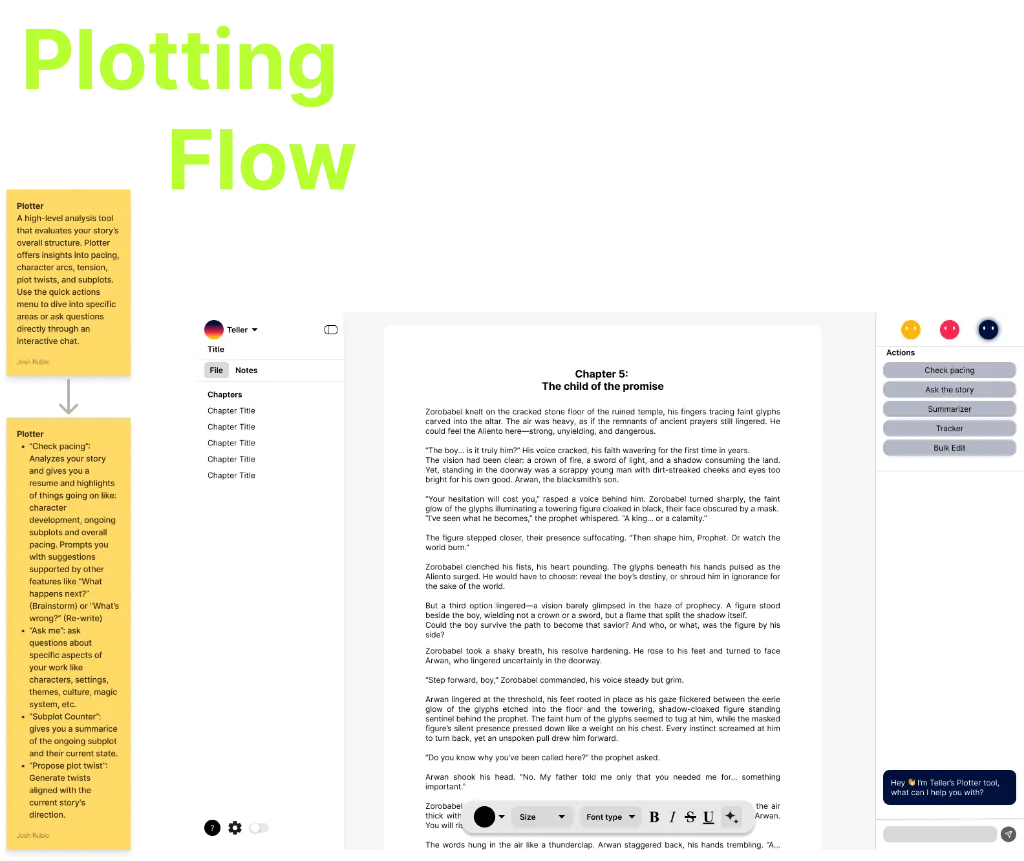 Plotting
Flow
Plotter
A high-level analysis tool
that evaluates your story's
overall structure. Plotter
offers insights into pacing,
character arcs, tension,
plot twists, and subplots.
Use the quick actions
menu to dive into specific
areas or ask questions
directly through an
interactive chat.
Josh Rubio
Plotter
• "Check pacing":
Analyzes your story
and gives you a
resume and highlights
of things going on like:
character
development, ongoing
subplots and overall
pacing. Prompts you
with suggestions
supported by other
features like "What
happens next?"
(Brainstorm) or "What's
wrong?" (Re-write)
• "Ask me": ask
questions about
specific aspects of
your work like
characters, settings,
themes, culture, magic
system, etc.
• "Subplot Counter":
gives you a summarice
of the ongoing subplot
and their current state.
• "Propose plot twist":
Generate twists
aligned with the
current story's
direction.
Josh Rubio
Teller
Title
File Notes
Chapters
Chapter Title
Chapter Title
Chapter Title
Chapter Title
Chapter Title
?
Chapter 5:
The child of the promise
Zorobabel knelt on the cracked stone floor of the ruined temple, his fingers tracing faint glyphs
carved into the altar. The air was heavy, as if the remnants of ancient prayers still lingered. He
could feel the Aliento here—strong, unyielding, and dangerous.
"The boy... is it truly him?" His voice cracked, his faith wavering for the first time in years.
The vision had been clear: a crown of fire, a sword of light, and a shadow consuming the land.
Yet, standing in the doorway was a scrappy young man with dirt-streaked cheeks and eyes too
bright for his own good. Arwan, the blacksmith's son.
"Your hesitation will cost you," rasped a voice behind him. Zorobabel turned sharply, the faint
glow of the glyphs illuminating a towering figure cloaked in black, their face obscured by a mask.
"I've seen what he becomes," the prophet whispered. "A king... or a calamity."
The figure stepped closer, their presence suffocating. "Then shape him, Prophet. Or watch the
world burn."
Zorobabel clenched his fists, his heart pounding. The glyphs beneath his hands pulsed as the
Aliento surged. He would have to choose: reveal the boy's destiny, or shroud him in ignorance for
the sake of the world.
But a third option lingered—a vision barely glimpsed in the haze of prophecy. A figure stood
beside the boy, wielding not a crown or a sword, but a flame that split the shadow itself.
Could the boy survive the path to become that savior? And who, or what, was the figure by his
side?
Zorobabel took a shaky breath, his resolve hardening. He rose to his feet and turned to face
Arwan, who lingered uncertainly in the doorway.
"Step forward, boy," Zorobabel commanded, his voice steady but grim.
Arwan lingered at the threshold, his feet rooted in place as his gaze flickered between the eerie
glow of the glyphs etched into the floor and the towering, shadow-cloaked figure standing
sentinel behind the prophet. The faint hum of the glyphs seemed to tug at him, while the masked
figure's silent presence pressed down like a weight on his chest. Every instinct screamed at him
to turn back, yet an unspoken pull drew him forward.
"Do you know why you've been called here?" the prophet asked.
Arwan shook his head. "No. My father told me only that you needed me for... something
important."
Zorobabel the air
thick with Arwan.
You will
The words hung in the air like a thunderclap. Arwan staggered back, his hands trembling. "A...
Size Font type B I S U
Actions
Check pacing
Ask the story
Summarizer
Tracker
Bulk Edit
Hey 👋 I'm Teller's Plotter tool,
what can I help you with?